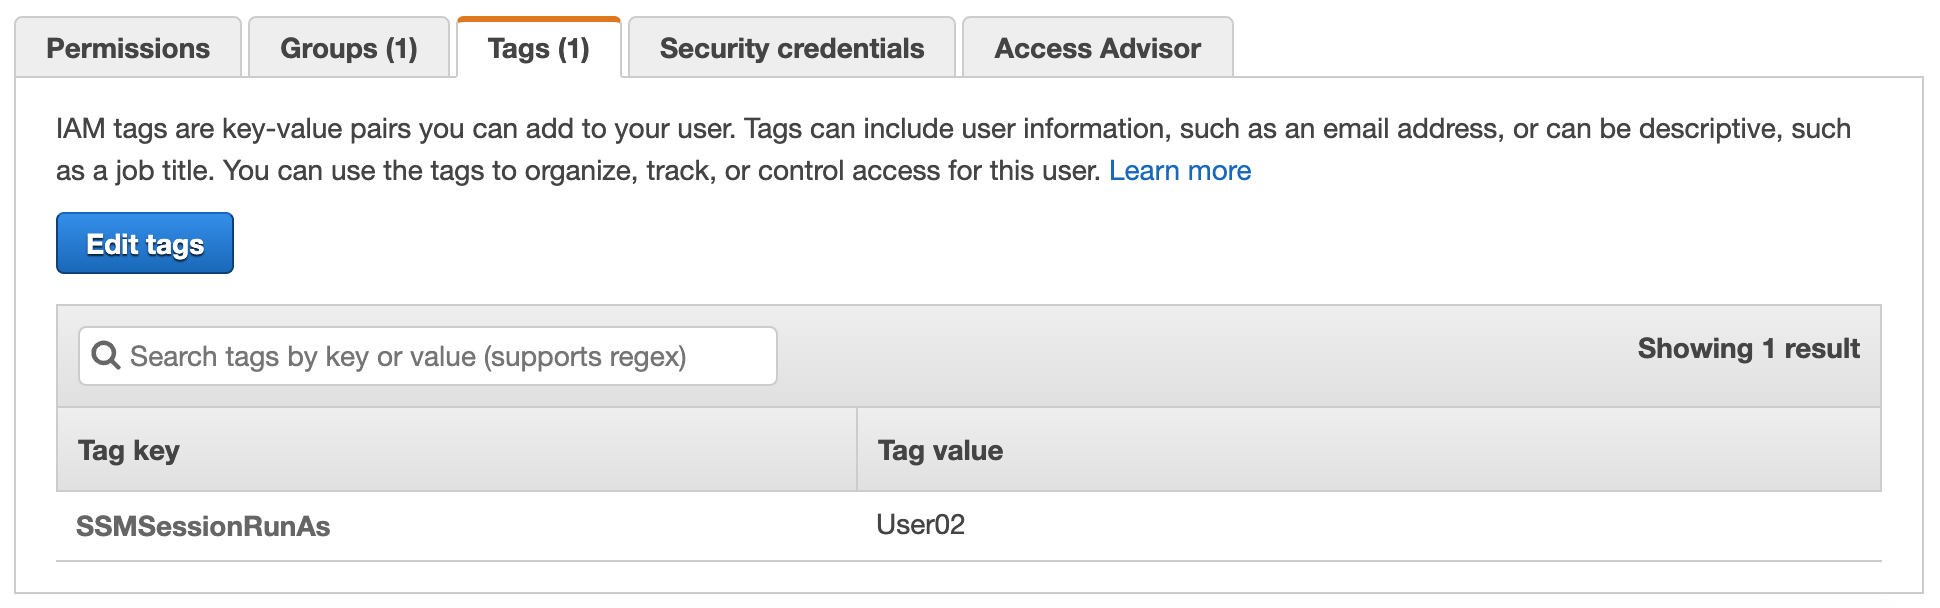 Permissions
Groups (1)
Tags (1)
Security credentials
Access Advisor
IAM tags are key-value pairs you can add to your user. Tags can include user information, such as an email address, or can be descriptive, such
as a job title. You can use the tags to organize, track, or control access for this user. Learn more
Edit tags
Search tags by key or value (supports regex)
Showing 1 result
Tag key
Tag value
SSMSessionRunAs
User02